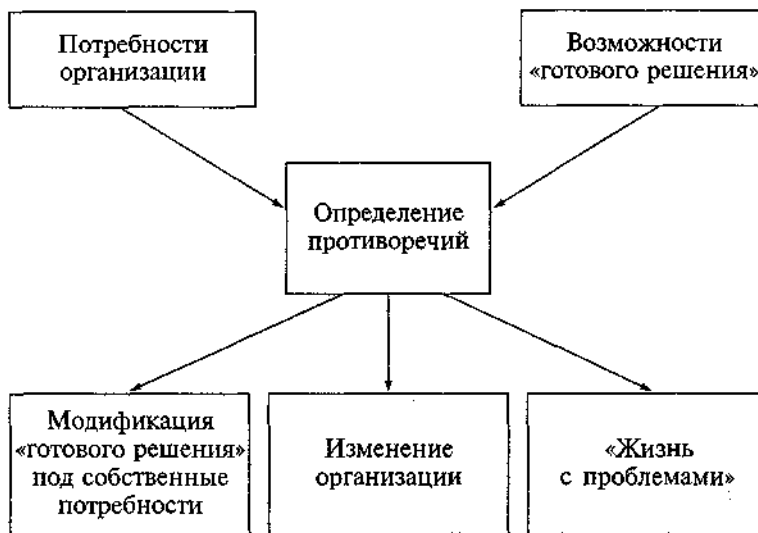 Потребности
организации
Возможности
«готового решения»
Определение
противоречий
Модификация
«готового решения»
под собственные
потребности
Изменение
организации
«Жизнь
с проблемами»